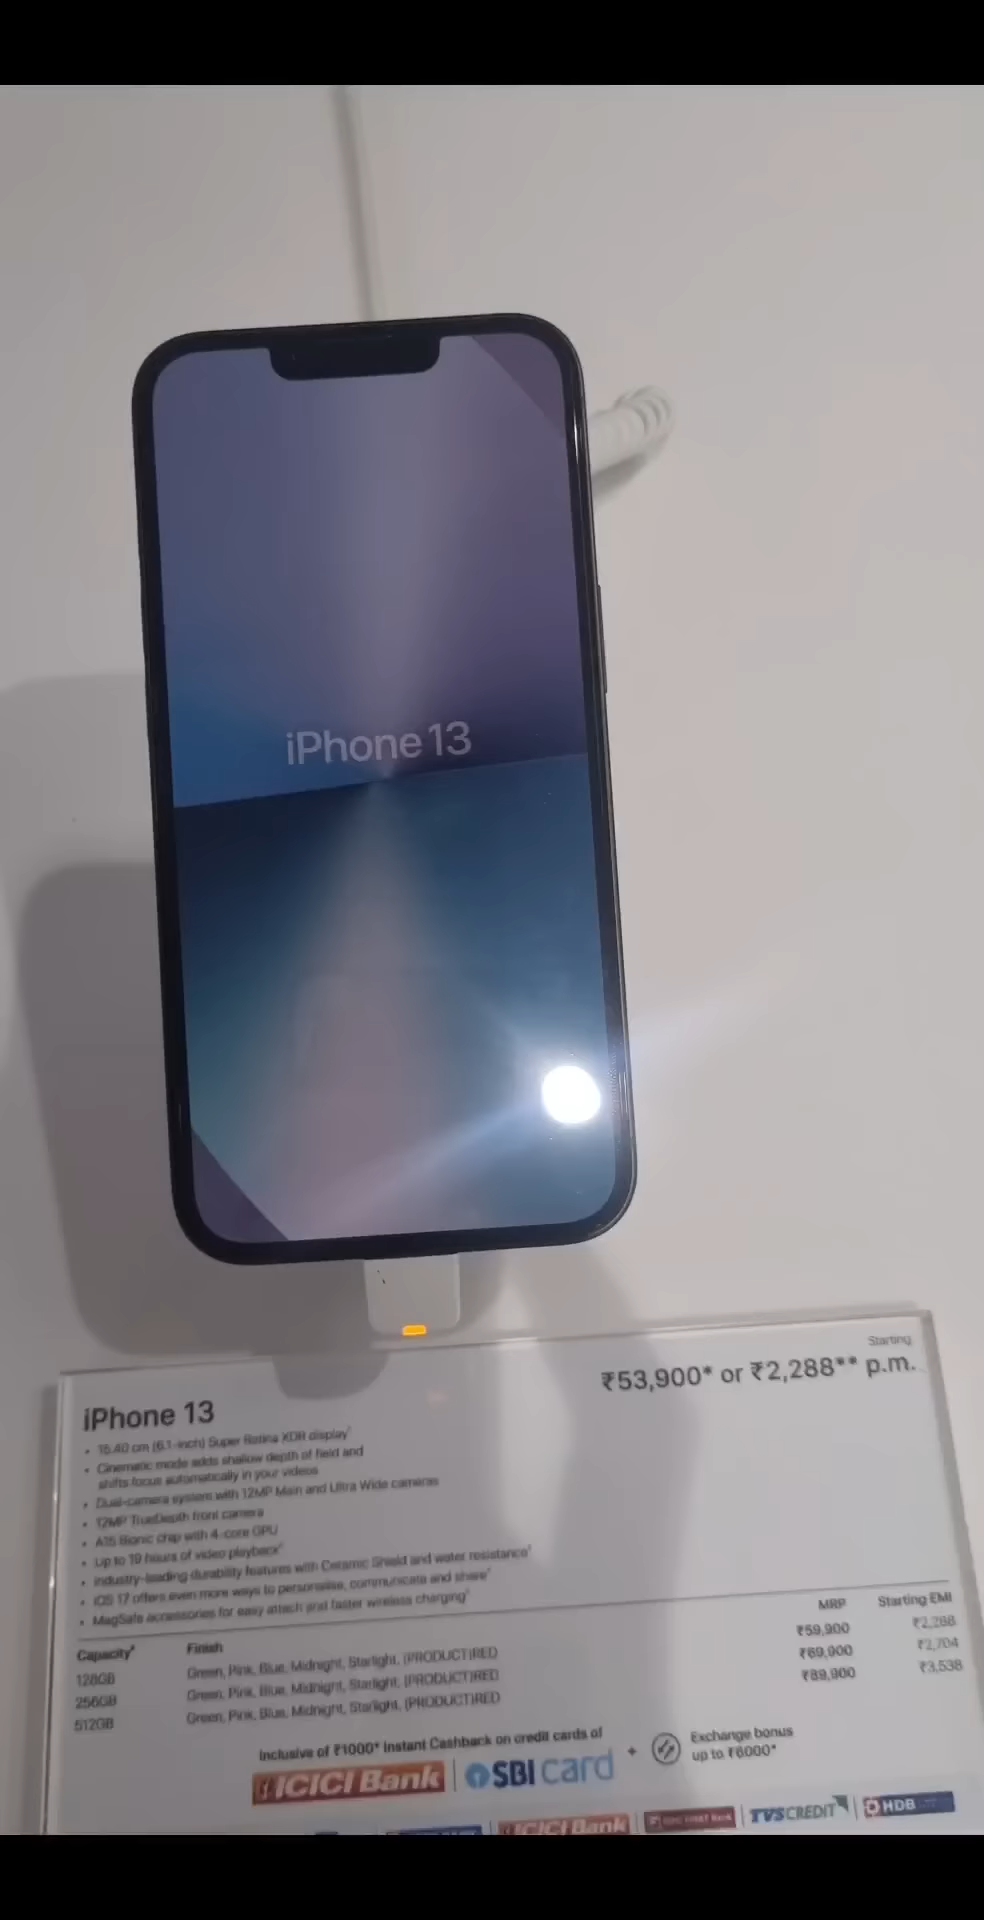 iPhone 13
Starting
₹53,900* or ₹2,288** p.m.
iPhone 13
• 15.40 cm (6.1-inch) Super Retina XDR display
• Cinematic mode adds shallow depth of field and
shifts focus automatically in your videos
• Dual-camera system with 12MP Main and Ultra Wide cameras
• 12MP TrueDepth front camera
• A15 Bionic chip with 4-core GPU
• Up to 19 hours of video playback
• Industry-leading durability features with Ceramic Shield and water resistance
• iOS 17 offers even more ways to personalise, communicate and share
• MagSafe accessories for easy attach and faster wireless charging
Capacity Finish MRP Starting EMI
128GB Green, Pink, Blue, Midnight, Starlight, (PRODUCT)RED ₹59,900 ₹2,288
256GB Green, Pink, Blue, Midnight, Starlight, (PRODUCT)RED ₹69,900 ₹2,704
512GB Green, Pink, Blue, Midnight, Starlight, (PRODUCT)RED ₹89,900 ₹3,538
Inclusive of ₹1000* Instant Cashback on credit cards of
ICICI Bank | SBI card + Exchange bonus
up to ₹6000*
ICICI Bank | TVS CREDIT | HDB